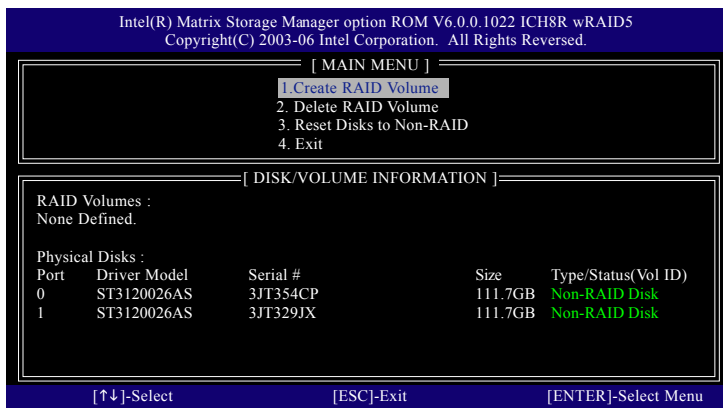 Intel(R) Matrix Storage Manager option ROM V6.0.0.1022 ICH8R wRAID5
Copyright(C) 2003-06 Intel Corporation. All Rights Reversed.
[ MAIN MENU ]
1.Create RAID Volume
2. Delete RAID Volume
3. Reset Disks to Non-RAID
4. Exit
[ DISK/VOLUME INFORMATION ]
RAID Volumes :
None Defined.
Physical Disks :
Port Driver Model Serial # Size Type/Status(Vol ID)
0 ST3120026AS 3JT354CP 111.7GB Non-RAID Disk
1 ST3120026AS 3JT329JX 111.7GB Non-RAID Disk
[↑↓]-Select [ESC]-Exit [ENTER]-Select Menu